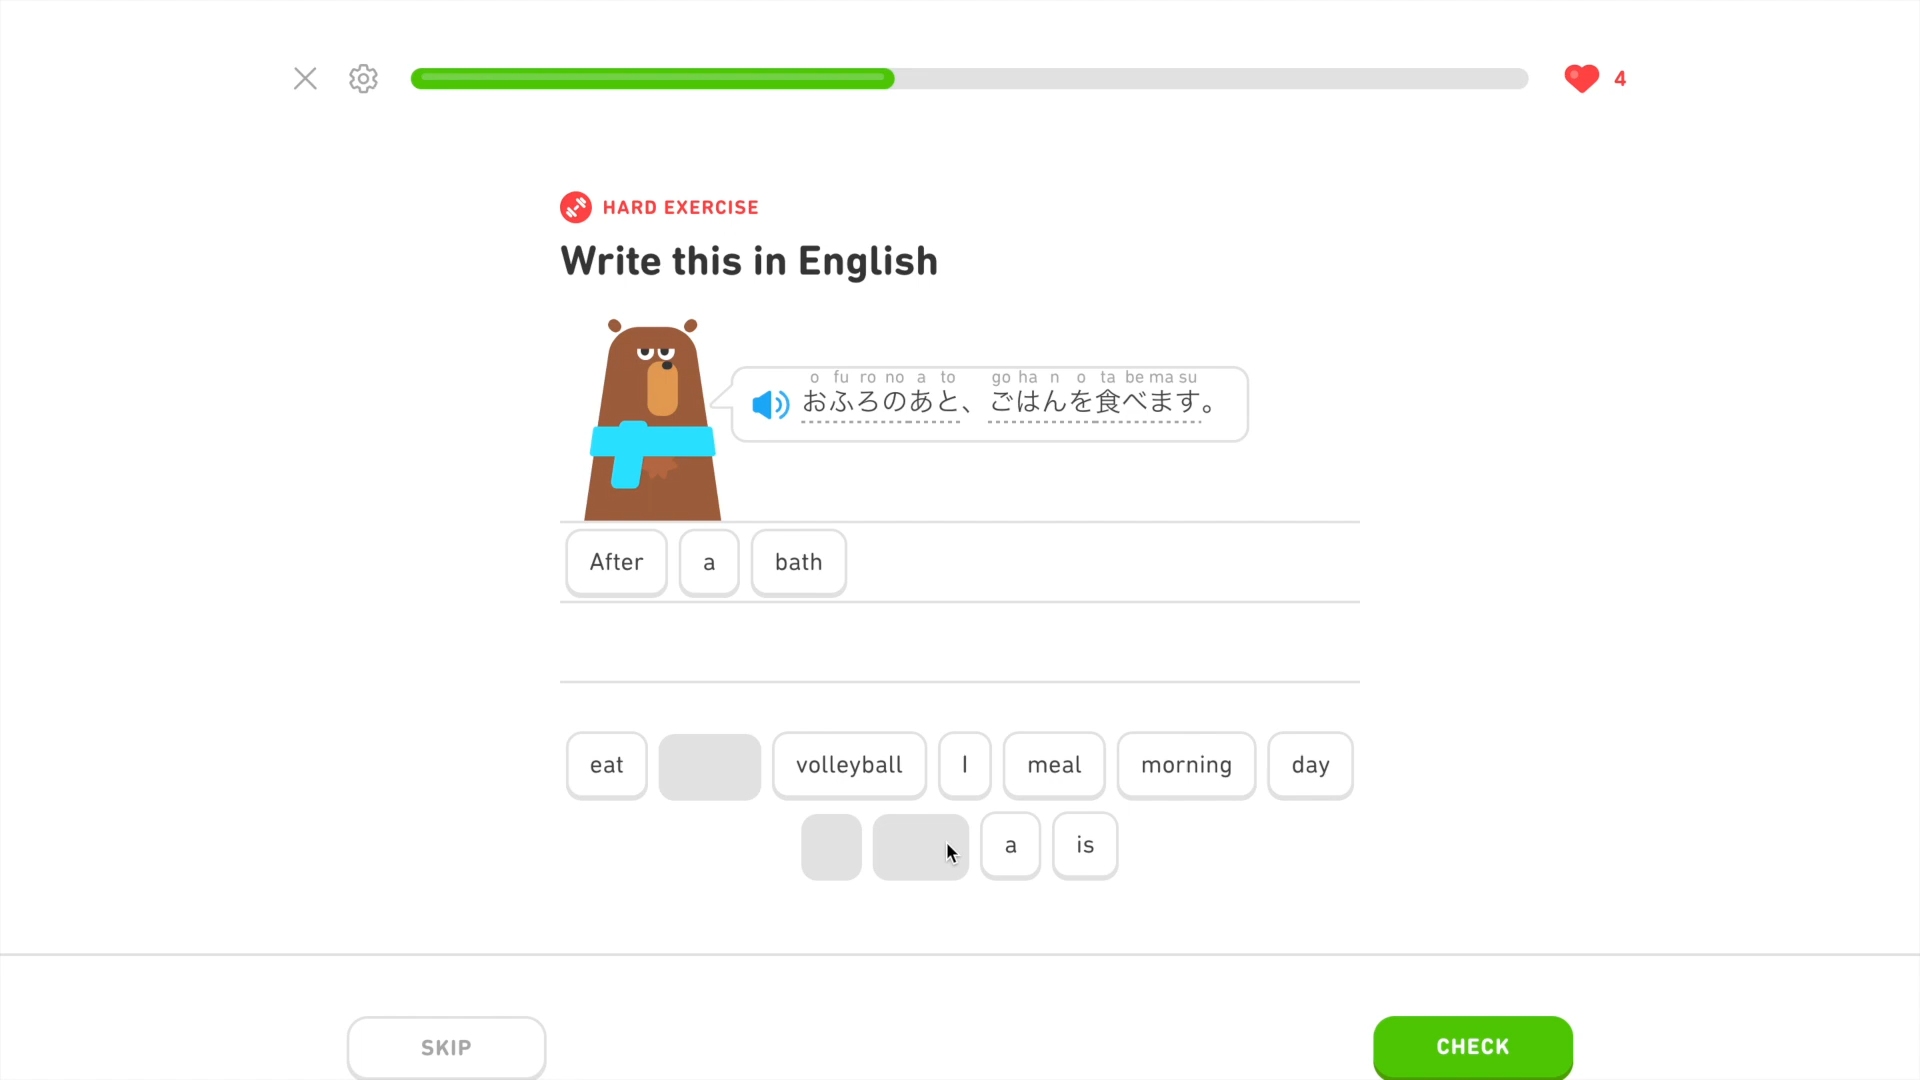 4
HARD EXERCISE
Write this in English
o fu ro no a to go ha n o ta be ma su
おふろのあと、ごはんを食べます。
After a bath
eat volleyball I meal morning day
a is
SKIP CHECK